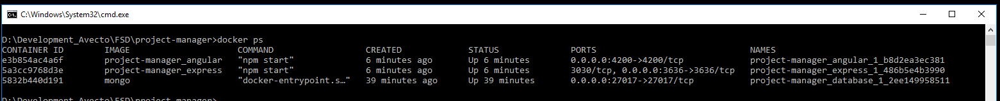 C:\Windows\System32\cmd.exe
D:\Development_Avecto\FSD\project-manager>docker ps
CONTAINER ID IMAGE COMMAND CREATED STATUS PORTS NAMES
e3b854ac4a6f project-manager_angular "npm start" 6 minutes ago Up 6 minutes 0.0.0.0:4200->4200/tcp project-manager_angular_1_b8d2ea3ec381
5a3cc9768d3e project-manager_express "npm start" 6 minutes ago Up 6 minutes 3030/tcp, 0.0.0.0:3636->3636/tcp project-manager_express_1_486b5e4b3990
5832b440d191 mongo "docker-entrypoint.s…" 39 minutes ago Up 39 minutes 0.0.0.0:27017->27017/tcp project-manager_database_1_2ee149958511
D:\Development_Avecto\FSD\project-manager>